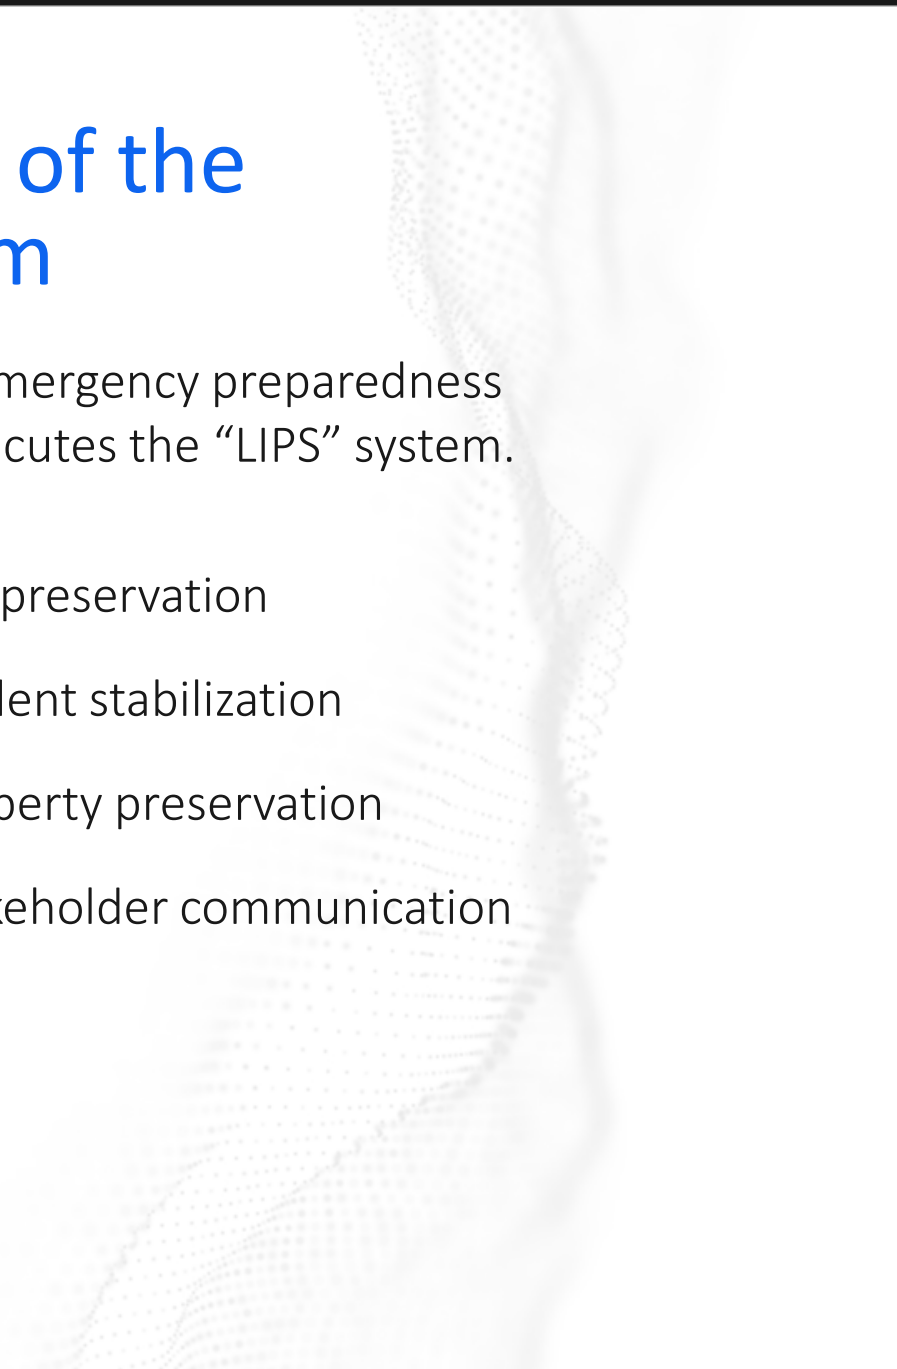 of the
m
mergency preparedness
cutes the “LIPS” system.
preservation
lent stabilization
perty preservation
keholder communication